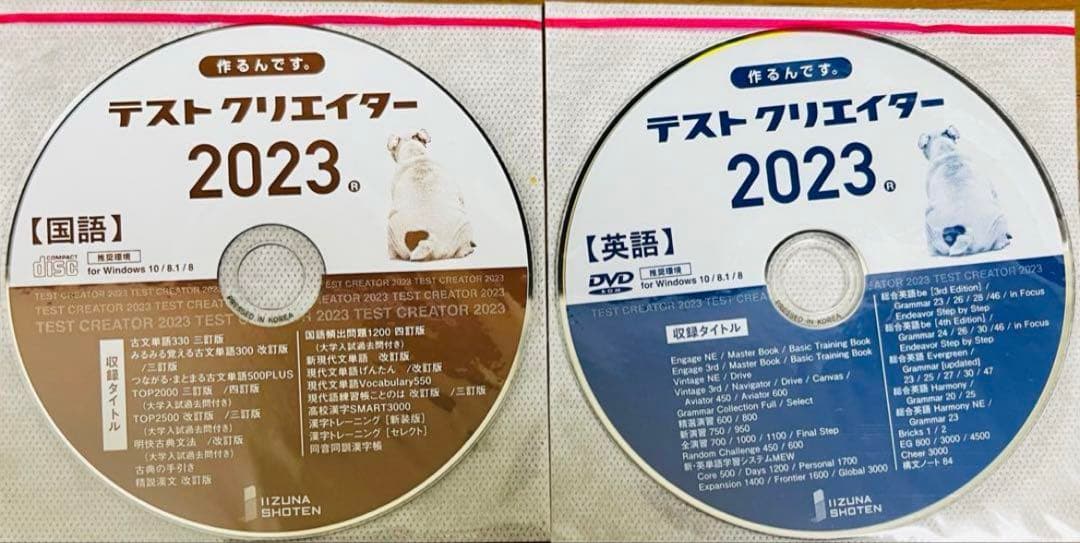 作るんです。
テストクリエイター
2023®
【国語】
COMPACT
disc
推奨環境
for Windows 10 / 8.1 / 8
PRESSED IN KOREA
TEST CREATOR 2023 TEST CREATOR 2023
TEST CREATOR 2023 TEST CREATOR 2023
収録タイトル
古文単語330 三訂版
みるみる覚える古文単語300 改訂版
/三訂版
つながる・まとまる古文単語500PLUS
TOP2000 三訂版 /四訂版
(大学入試過去問付き)
TOP2500 改訂版 /三訂版
(大学入試過去問付き)
明快古典文法 /改訂版
(大学入試過去問付き)
古典の手引き
精説漢文 改訂版
国語頻出問題1200 四訂版
(大学入試過去問付き)
新現代文単語 改訂版
現代文単語げんたん /改訂版
現代文単語Vocabulary550
現代語練習帳ことのは 改訂版 /三訂版
高校漢字SMART3000
漢字トレーニング [新装版]
漢字トレーニング [セレクト]
同音同訓漢字帳
IIZUNA
SHOTEN
作るんです。
テストクリエイター
2023®
【英語】
DVD
ROM
推奨環境
for Windows 10 / 8.1 / 8
PRESSED IN KOREA
収録タイトル
Engage NE / Master Book / Basic Training Book
Engage 3rd / Master Book / Basic Training Book
Vintage NE / Drive
Vintage 3rd / Navigator / Drive / Canvas /
Aviator 450 / Aviator 600
Grammar Collection Full / Select
精選演習 600 / 800
新演習 750 / 950
全演習 700 / 1000 / 1100 / Final Step
Random Challenge 450 / 600
新・英単語学習システムMEW
Core 500 / Days 1200 / Personal 1700
Expansion 1400 / Frontier 1600 / Global 3000
総合英語be [3rd Edition] /
Grammar 23 / 26 / 28 /46 / in Focus
Endeavor Step by Step
総合英語be [4th Edition] /
Grammar 24 / 26 / 30 /46 / in Focus
Endeavor Step by Step
総合英語 Evergreen /
Grammar [updated]
23 / 25 / 27 / 30 / 47
総合英語 Harmony /
Grammar 20 / 25
総合英語 Harmony NE /
Grammar 23
Bricks 1 / 2
EG 800 / 3000 / 4500
Cheer 3000
構文ノート 84
IIZUNA
SHOTEN